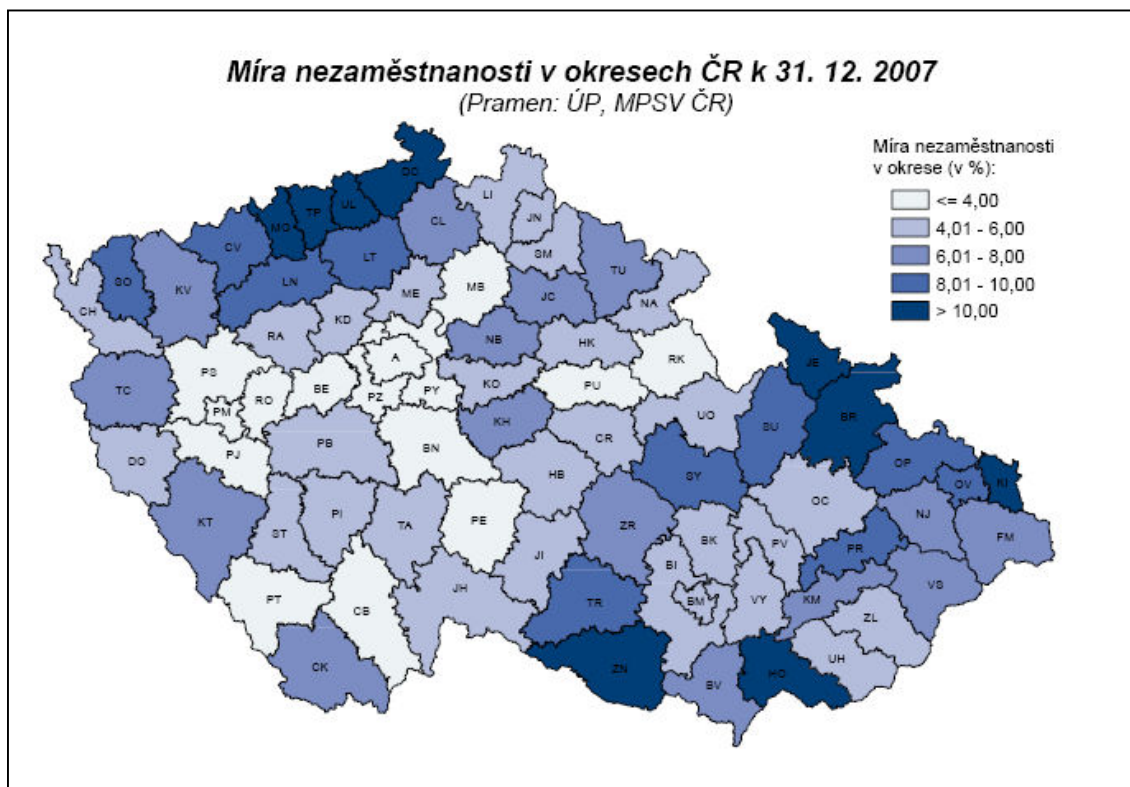 Míra nezaměstnanosti v okresech ČR k 31. 12. 2007
(Pramen: ÚP, MPSV ČR)
Míra nezaměstnanosti
v okrese (v %):
<= 4,00
4,01 - 6,00
6,01 - 8,00
8,01 - 10,00
> 10,00
DC
LI
UL
TP
JN
MO
CL
CV
SM
LT
TU
SO
KV
LN
MB
ME
JC
NA
CH
KD
RA
NB
HK
A
RK
JE
PS
BE
KO
PU
TC
RO
PZ
PY
PM
UO
BR
KH
SU
CR
PB
BN
PJ
DO
OP
HB
SY
OV
KI
OC
NJ
PI
PE
KT
TA
ZR
ST
BK
PV
FM
PR
JI
BI
VS
PT
JH
KM
CB
TR
BM
VY
ZL
UH
CK
ZN
HO
BV